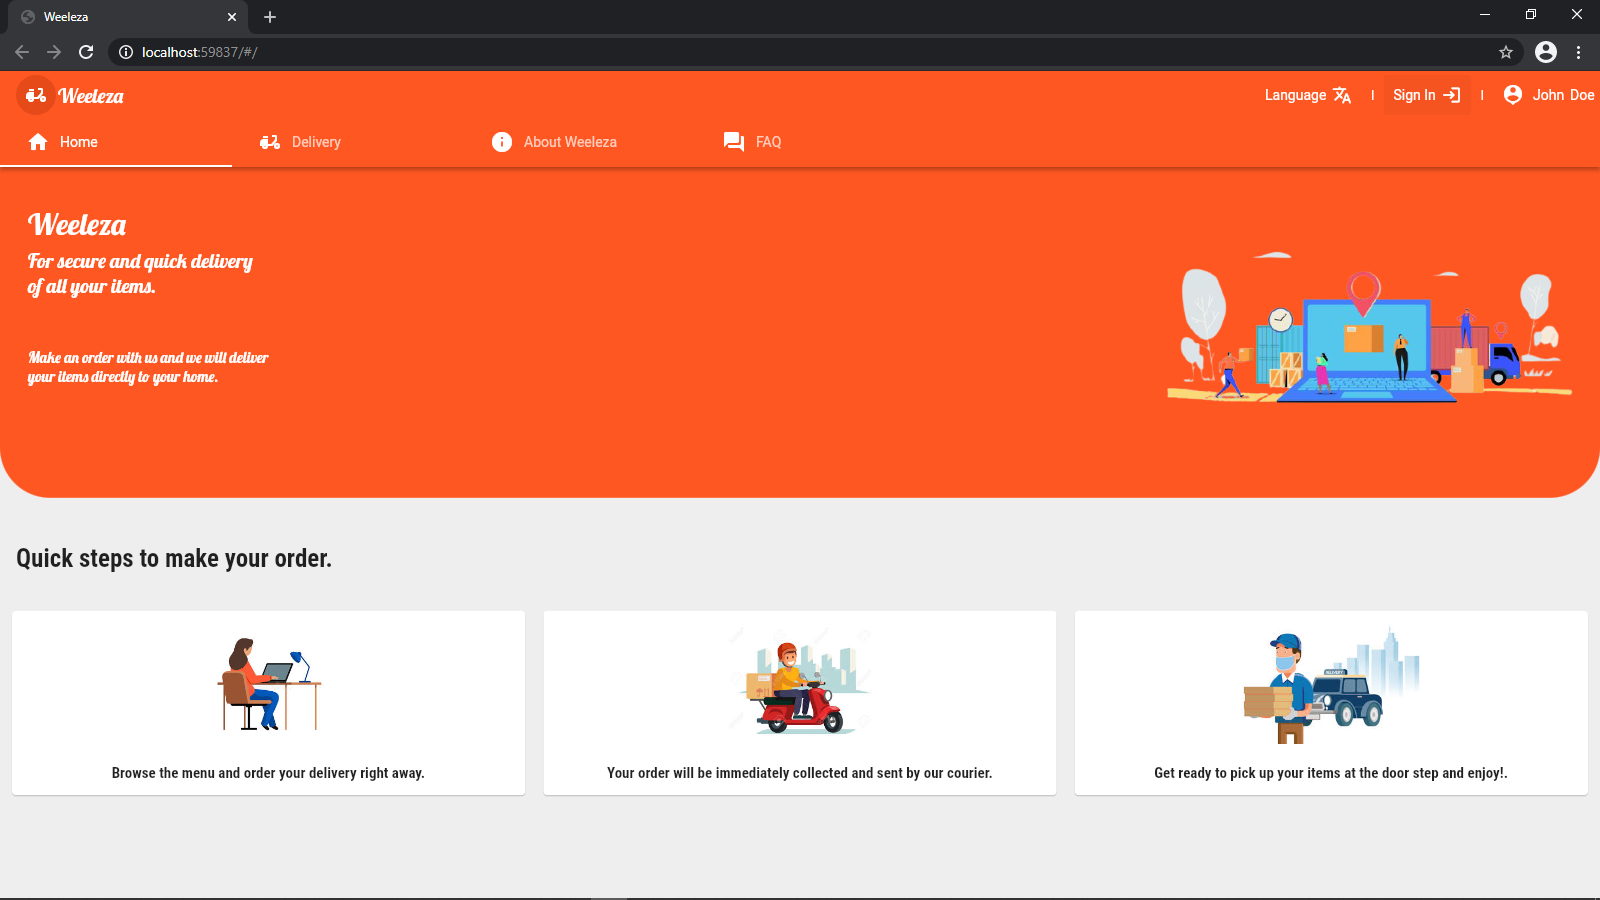 Weeleza
localhost:59837/#/
Weeleza
Language
Sign In
John Doe
Home
Delivery
About Weeleza
FAQ
Weeleza
For secure and quick delivery
of all your items.
Make an order with us and we will deliver
your items directly to your home.
Quick steps to make your order.
Browse the menu and order your delivery right away.
Your order will be immediately collected and sent by our courier.
Get ready to pick up your items at the door step and enjoy!.